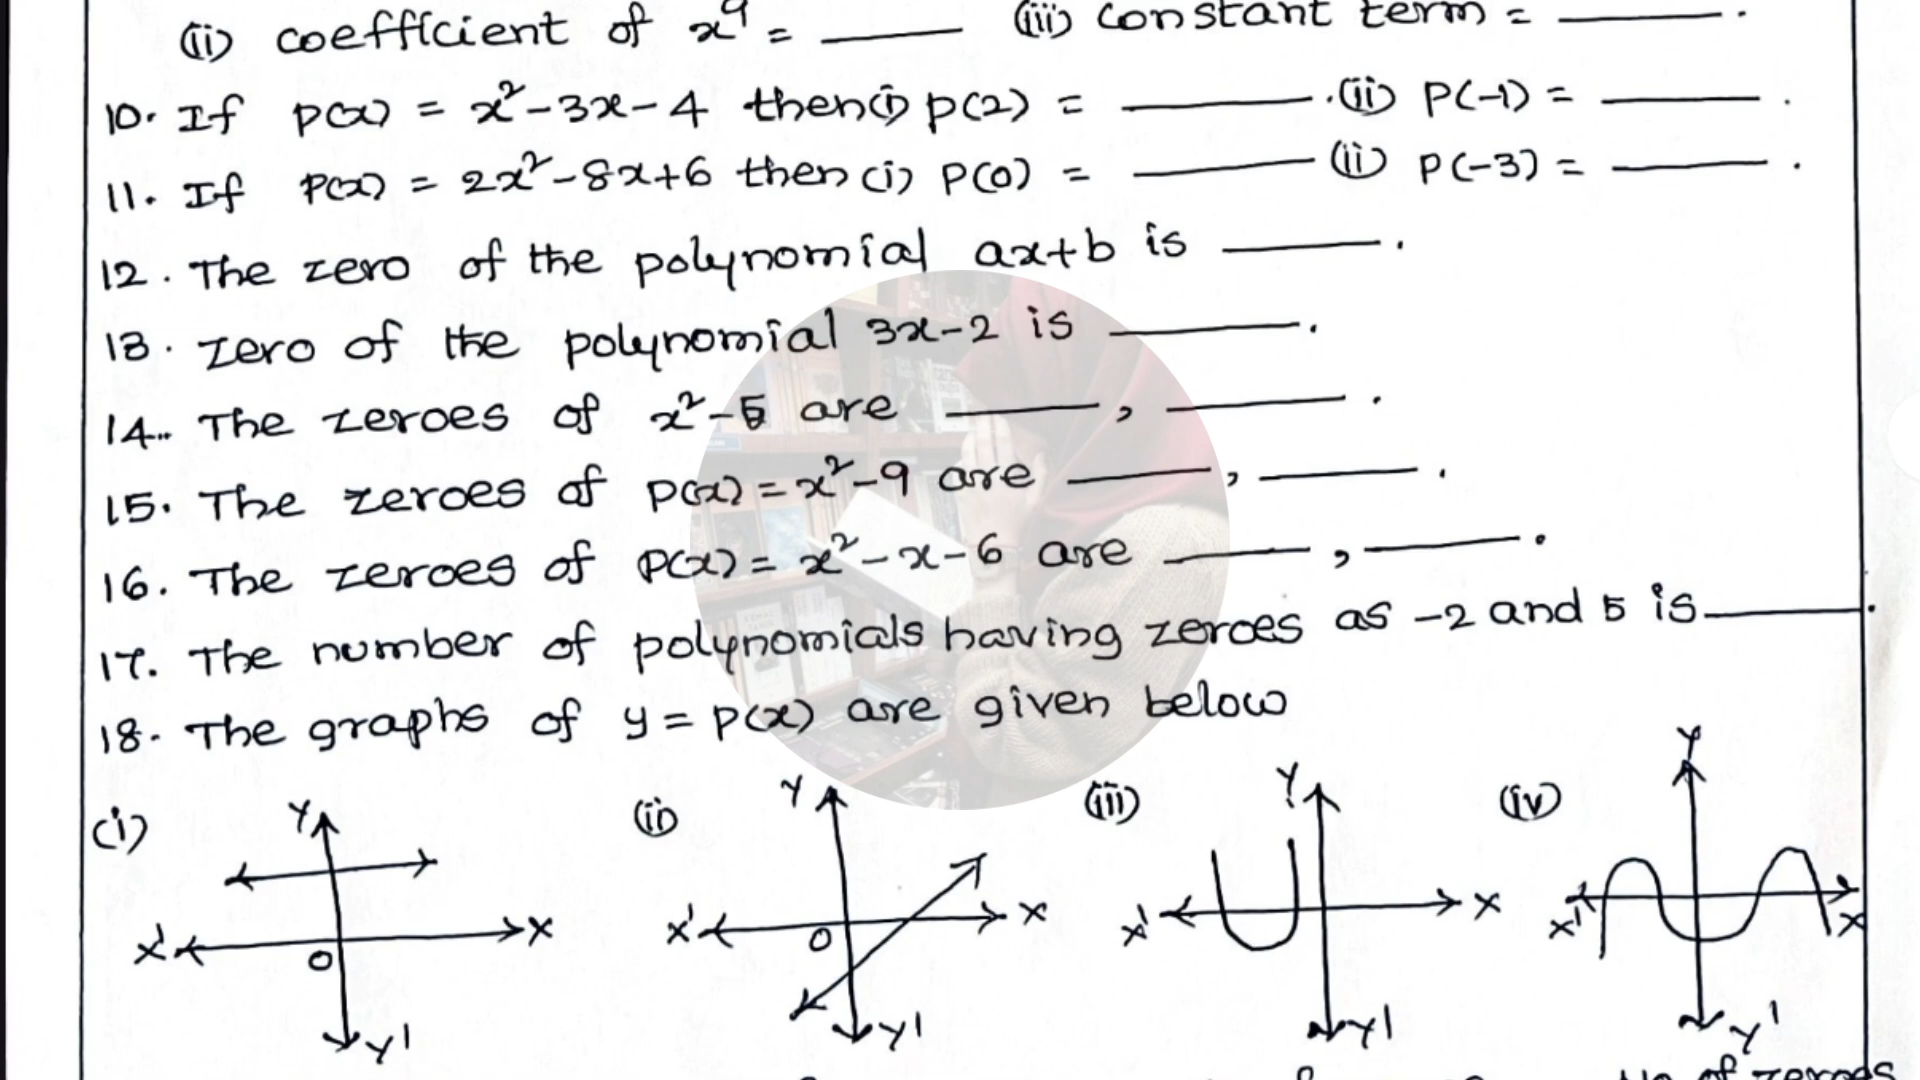 (ii) coefficient of x⁹ = ______ (iii) constant term = ______.
10. If p(x) = x²-3x-4 then (i) p(2) = ______. (ii) P(-1) = ______.
11. If P(x) = 2x²-8x+6 then (i) P(0) = ______ (ii) P(-3) = ______.
12. The zero of the polynomial ax+b is ______.
13. zero of the polynomial 3x-2 is ______.
14. The zeroes of x²-5 are ______, ______.
15. The zeroes of p(x) = x²-9 are ______, ______.
16. The zeroes of P(x) = x²-x-6 are ______, ______.
17. The number of polynomials having zeroes as -2 and 5 is ______.
18. The graphs of y = p(x) are given below
(i) Y X' O X Y'
(ii) Y X' O X Y'
(iii) Y X' X Y'
(iv) Y X' X Y'
No of zeroes